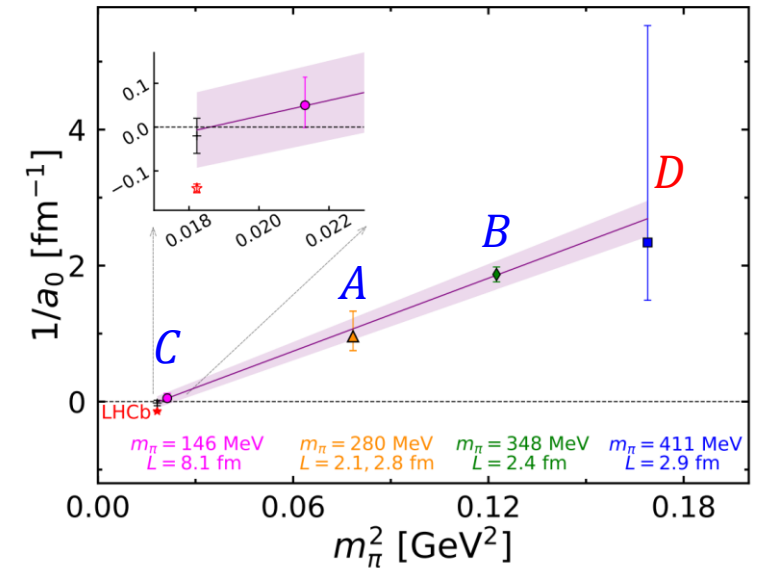 0.1
0.0
−0.1
0.018
0.020
0.022
4
2
0
1/a₀ [fm⁻¹]
D
B
A
C
LHCb
mπ = 146 MeV
L = 8.1 fm
mπ = 280 MeV
L = 2.1, 2.8 fm
mπ = 348 MeV
L = 2.4 fm
mπ = 411 MeV
L = 2.9 fm
0.00
0.06
0.12
0.18
m²π [GeV²]